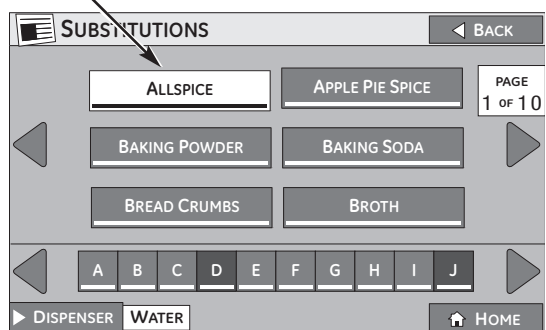 SUBSTITUTIONS
BACK
ALLSPICE
APPLE PIE SPICE
PAGE
1 OF 10
BAKING POWDER
BAKING SODA
BREAD CRUMBS
BROTH
A B C D E F G H I J
DISPENSER WATER
HOME